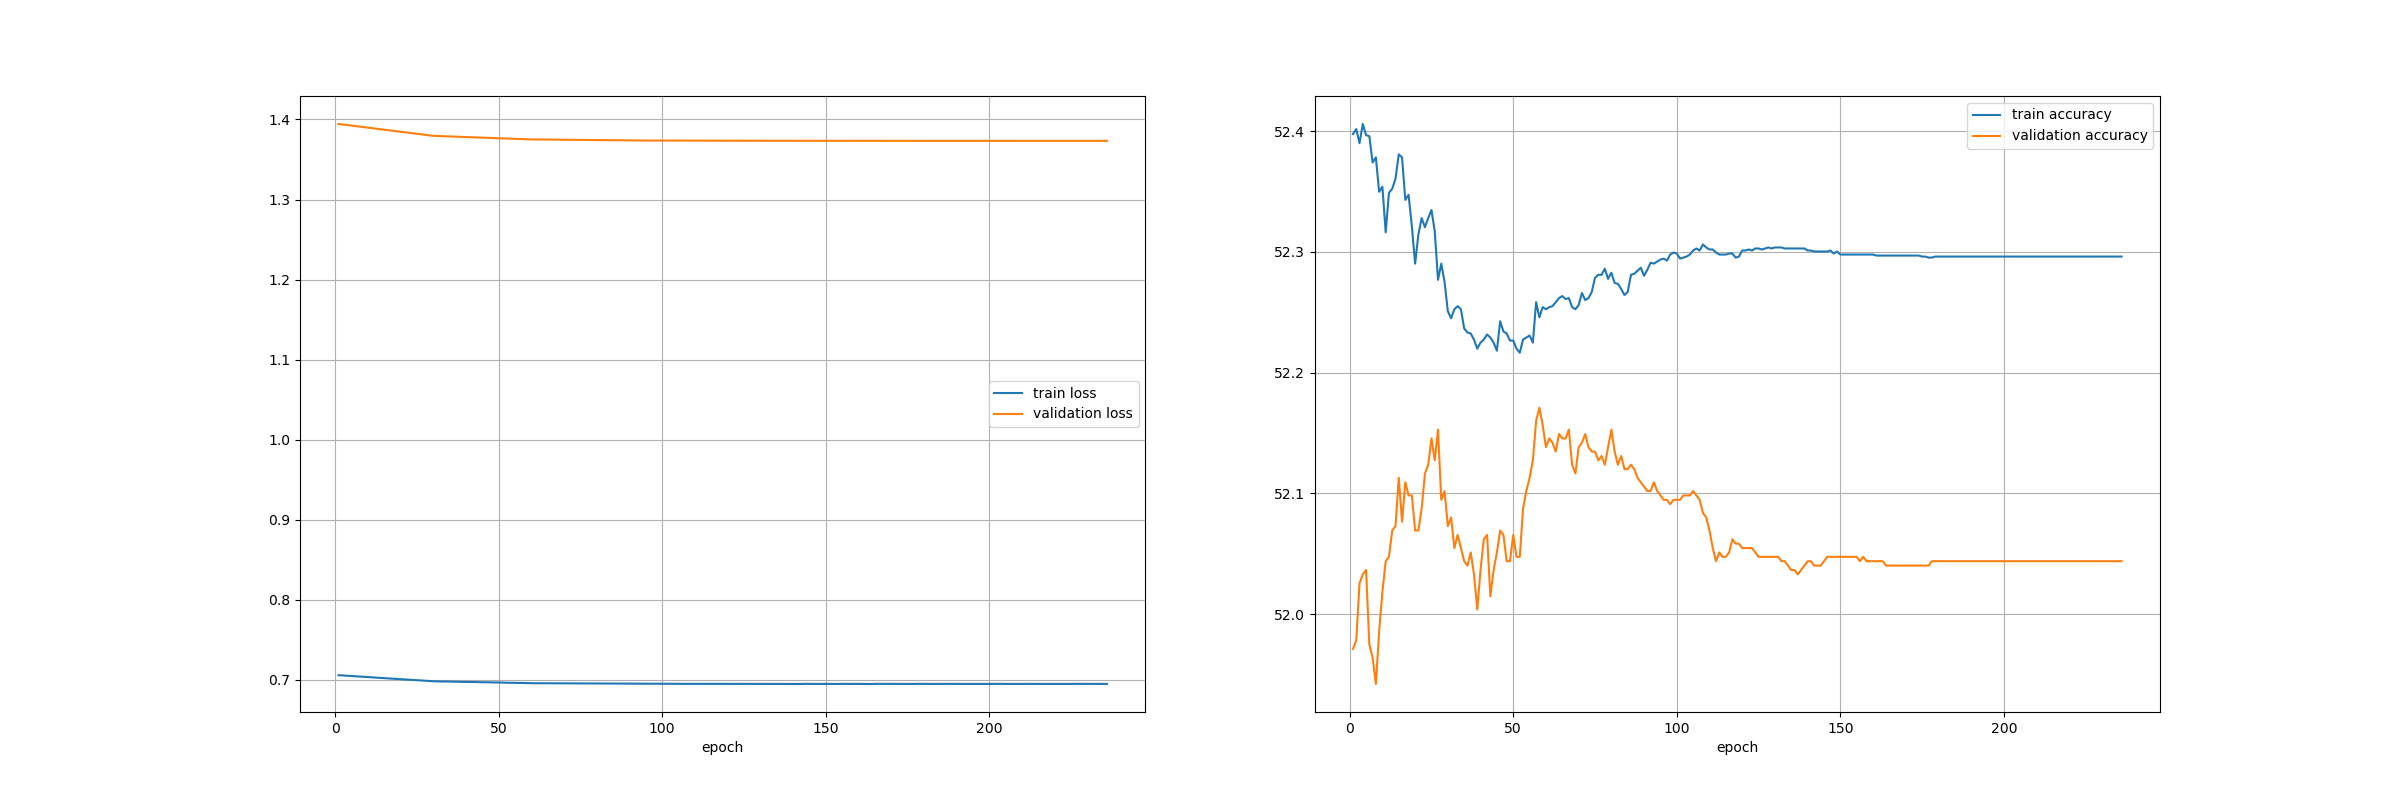 1.4
1.3
1.2
1.1
1.0
0.9
0.8
0.7
0 50 100 150 200
epoch
train loss
validation loss
52.4
52.3
52.2
52.1
52.0
0 50 100 150 200
epoch
train accuracy
validation accuracy